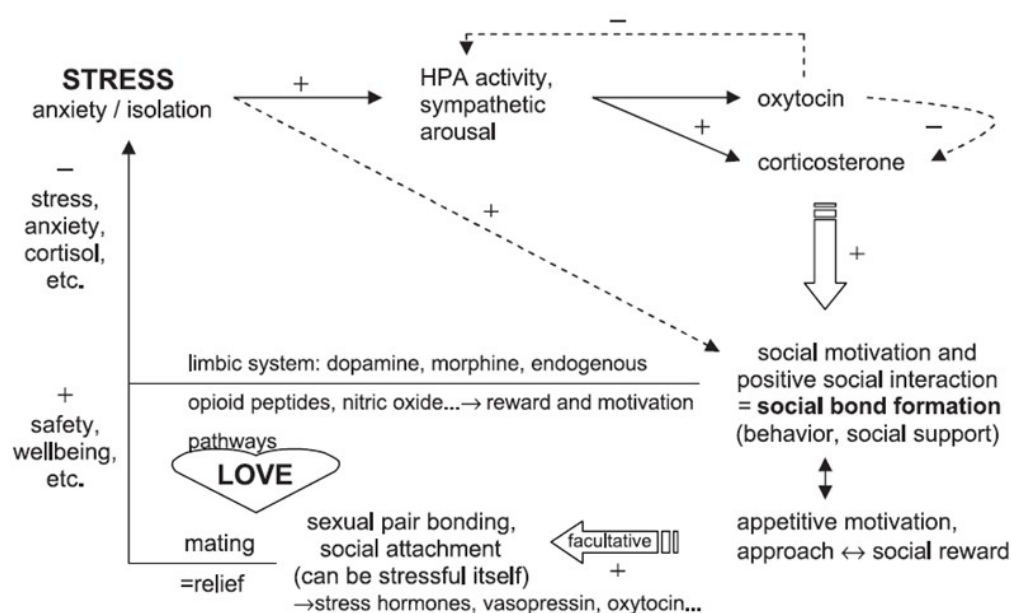 −
STRESS
anxiety / isolation
+
HPA activity,
sympathetic
arousal
+
oxytocin
−
corticosterone
−
stress,
anxiety,
cortisol,
etc.
+
+
social motivation and
positive social interaction
= social bond formation
(behavior, social support)
limbic system: dopamine, morphine, endogenous
opioid peptides, nitric oxide...→ reward and motivation
pathways
+
safety,
wellbeing,
etc.
LOVE
appetitive motivation,
approach ↔ social reward
facultative
+
sexual pair bonding,
social attachment
(can be stressful itself)
→stress hormones, vasopressin, oxytocin...
mating
=relief